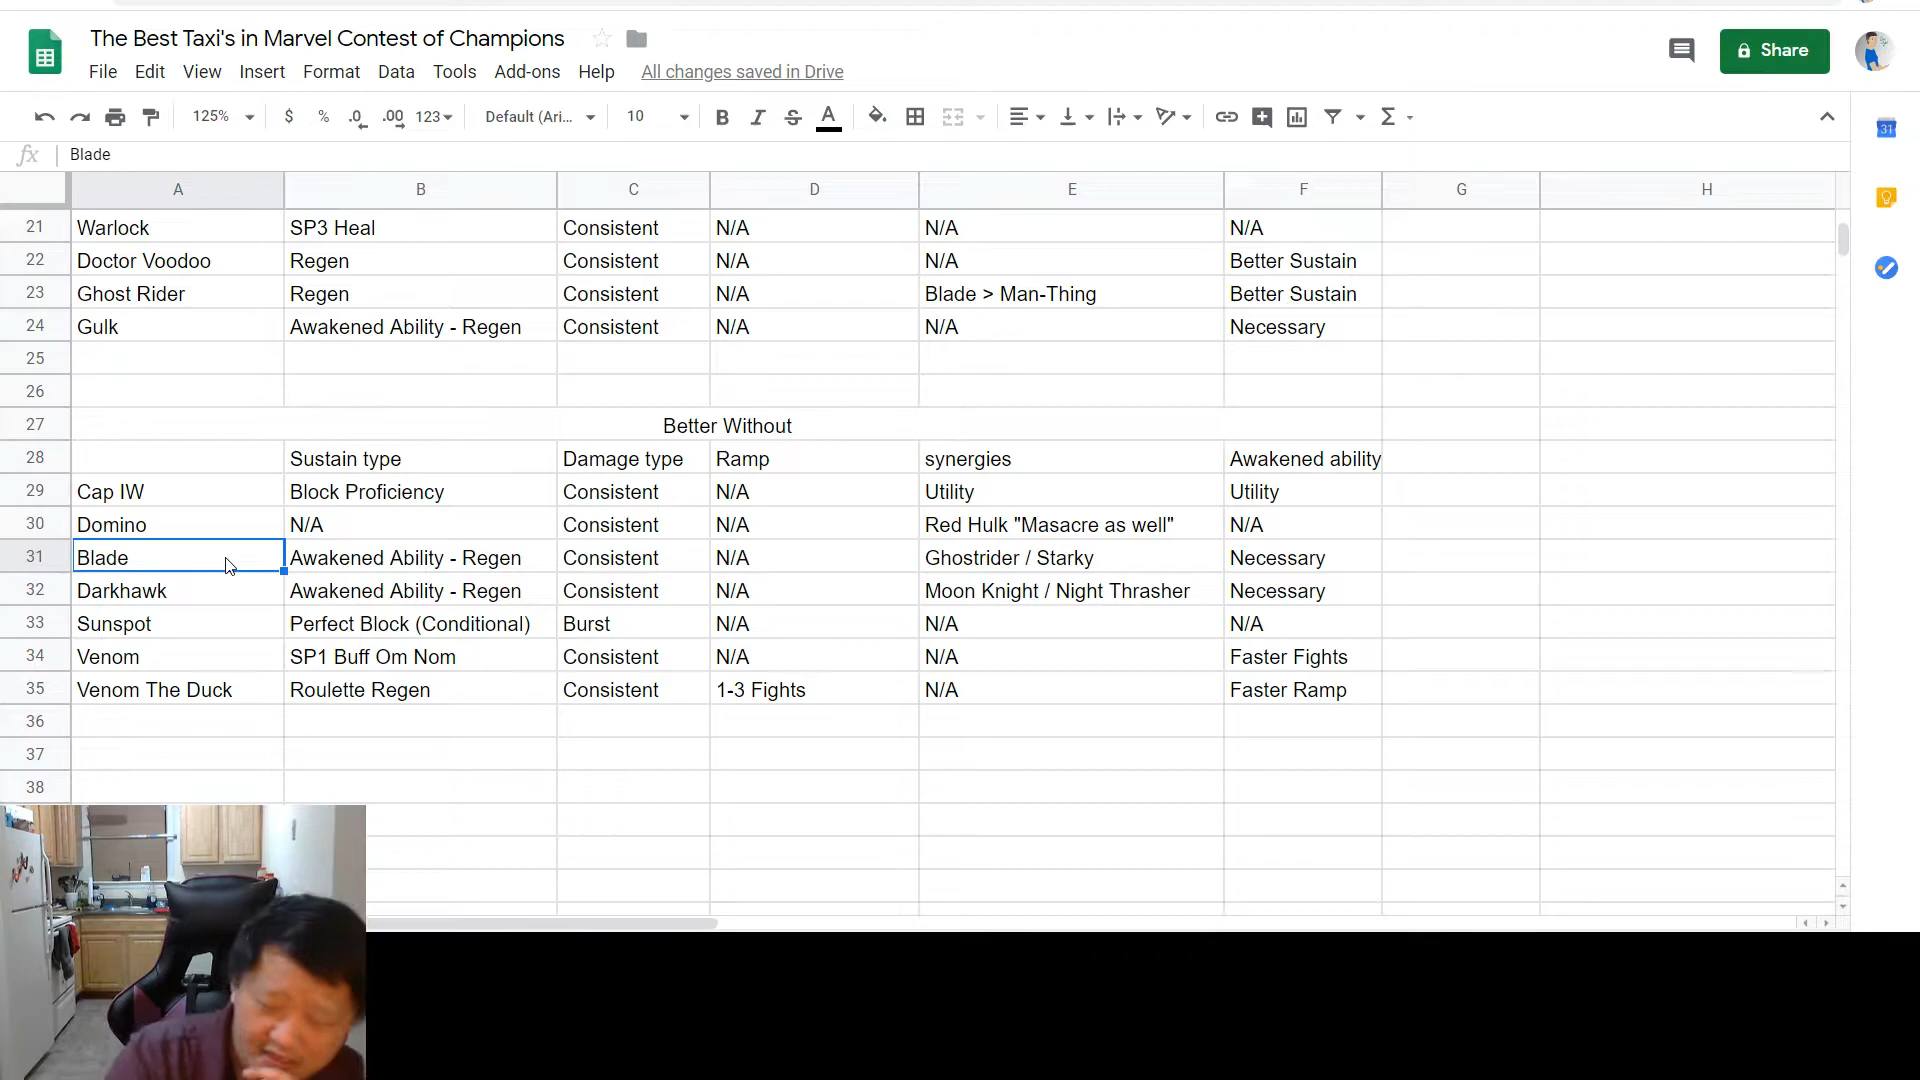 The Best Taxi's in Marvel Contest of Champions
File Edit View Insert Format Data Tools Add-ons Help All changes saved in Drive
Share
125% $ % .0 .00 123 Default (Ari... 10 B I S A Σ
31
fx Blade
A B C D E F G H
21 Warlock SP3 Heal Consistent N/A N/A N/A
22 Doctor Voodoo Regen Consistent N/A N/A Better Sustain
23 Ghost Rider Regen Consistent N/A Blade > Man-Thing Better Sustain
24 Gulk Awakened Ability - Regen Consistent N/A N/A Necessary
25
26
27 Better Without
28 Sustain type Damage type Ramp synergies Awakened ability
29 Cap IW Block Proficiency Consistent N/A Utility Utility
30 Domino N/A Consistent N/A Red Hulk "Masacre as well" N/A
31 Blade Awakened Ability - Regen Consistent N/A Ghostrider / Starky Necessary
32 Darkhawk Awakened Ability - Regen Consistent N/A Moon Knight / Night Thrasher Necessary
33 Sunspot Perfect Block (Conditional) Burst N/A N/A N/A
34 Venom SP1 Buff Om Nom Consistent N/A N/A Faster Fights
35 Venom The Duck Roulette Regen Consistent 1-3 Fights N/A Faster Ramp
36
37
38